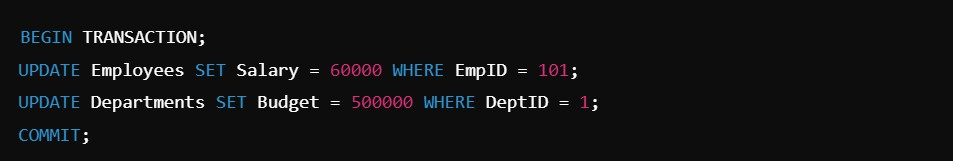 BEGIN TRANSACTION;
UPDATE Employees SET Salary = 60000 WHERE EmpID = 101;
UPDATE Departments SET Budget = 500000 WHERE DeptID = 1;
COMMIT;